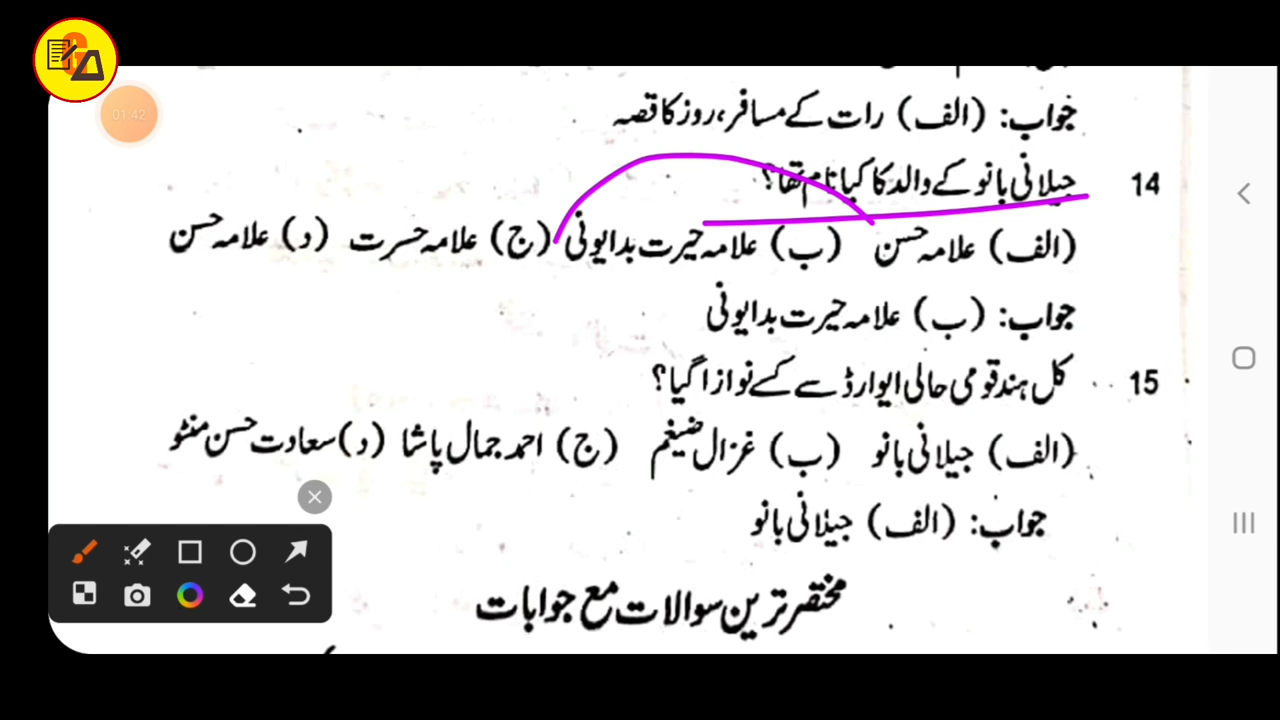 01:42
جواب: (الف) رات کے مسافر، روز کا قصہ
14 جیلانی بانو کے والد کا کیا نام تھا؟
(الف) علامہ حسن (ب) علامہ حیرت بدایونی (ج) علامہ حسرت (د) علامہ حسن
جواب: (ب) علامہ حیرت بدایونی
15 کل ہند قومی حالی ایوارڈ سے کسے نوازا گیا؟
(الف) جیلانی بانو (ب) غزال ضیغم (ج) احمد جمال پاشا (د) سعادت حسن منٹو
جواب: (الف) جیلانی بانو
مختصر ترین سوالات مع جوابات